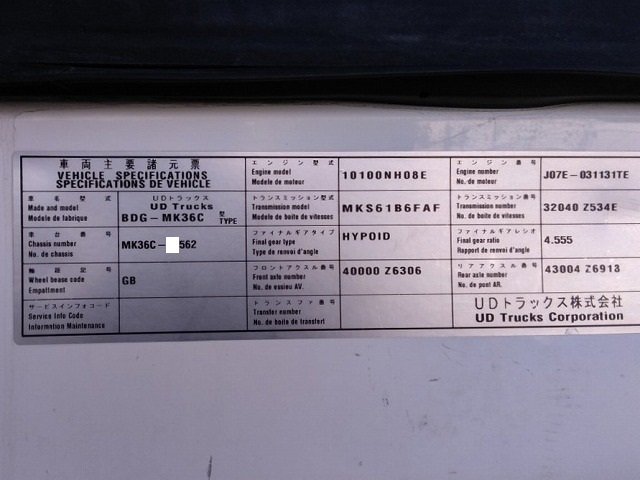 車両主要諸元票
VEHICLE SPECIFICATIONS
SPECIFICATIONS DE VEHICLE
エンジン型式
Engine model
Modele de moteur
10100NH08E
エンジン番号
Engine number
No. de moteur
J07E-031131TE
車名型式
Made and model
Modele de fabrique
UDトラックス
UD Trucks
BDG-MK36C 型 TYPE
トランスミッション型式
Transmission model
Modele de boite de vitesses
MKS61B6FAF
トランスミッション番号
Transmission number
No de boite de vitesses
32040 Z534E
車台番号
Chassis number
No. de chassis
MK36C- 562
ファイナルギアタイプ
Final gear type
Type de renvoi d'angle
HYPOID
ファイナルギアレシオ
Final gear ratio
Rapport de renvoi d'angle
4.555
輪距記号
Wheel base code
Empattment
GB
フロントアクスル番号
Front axle number
No. de essieu AV.
40000 Z6306
リアアクスル番号
Rear axle number
No. de pont AR.
43004 Z6913
サービスインフォコード
Service Info Code
Information Maintenance
トランスファ番号
Transfer number
No. de boite de transfert
UDトラックス株式会社
UD Trucks Corporation